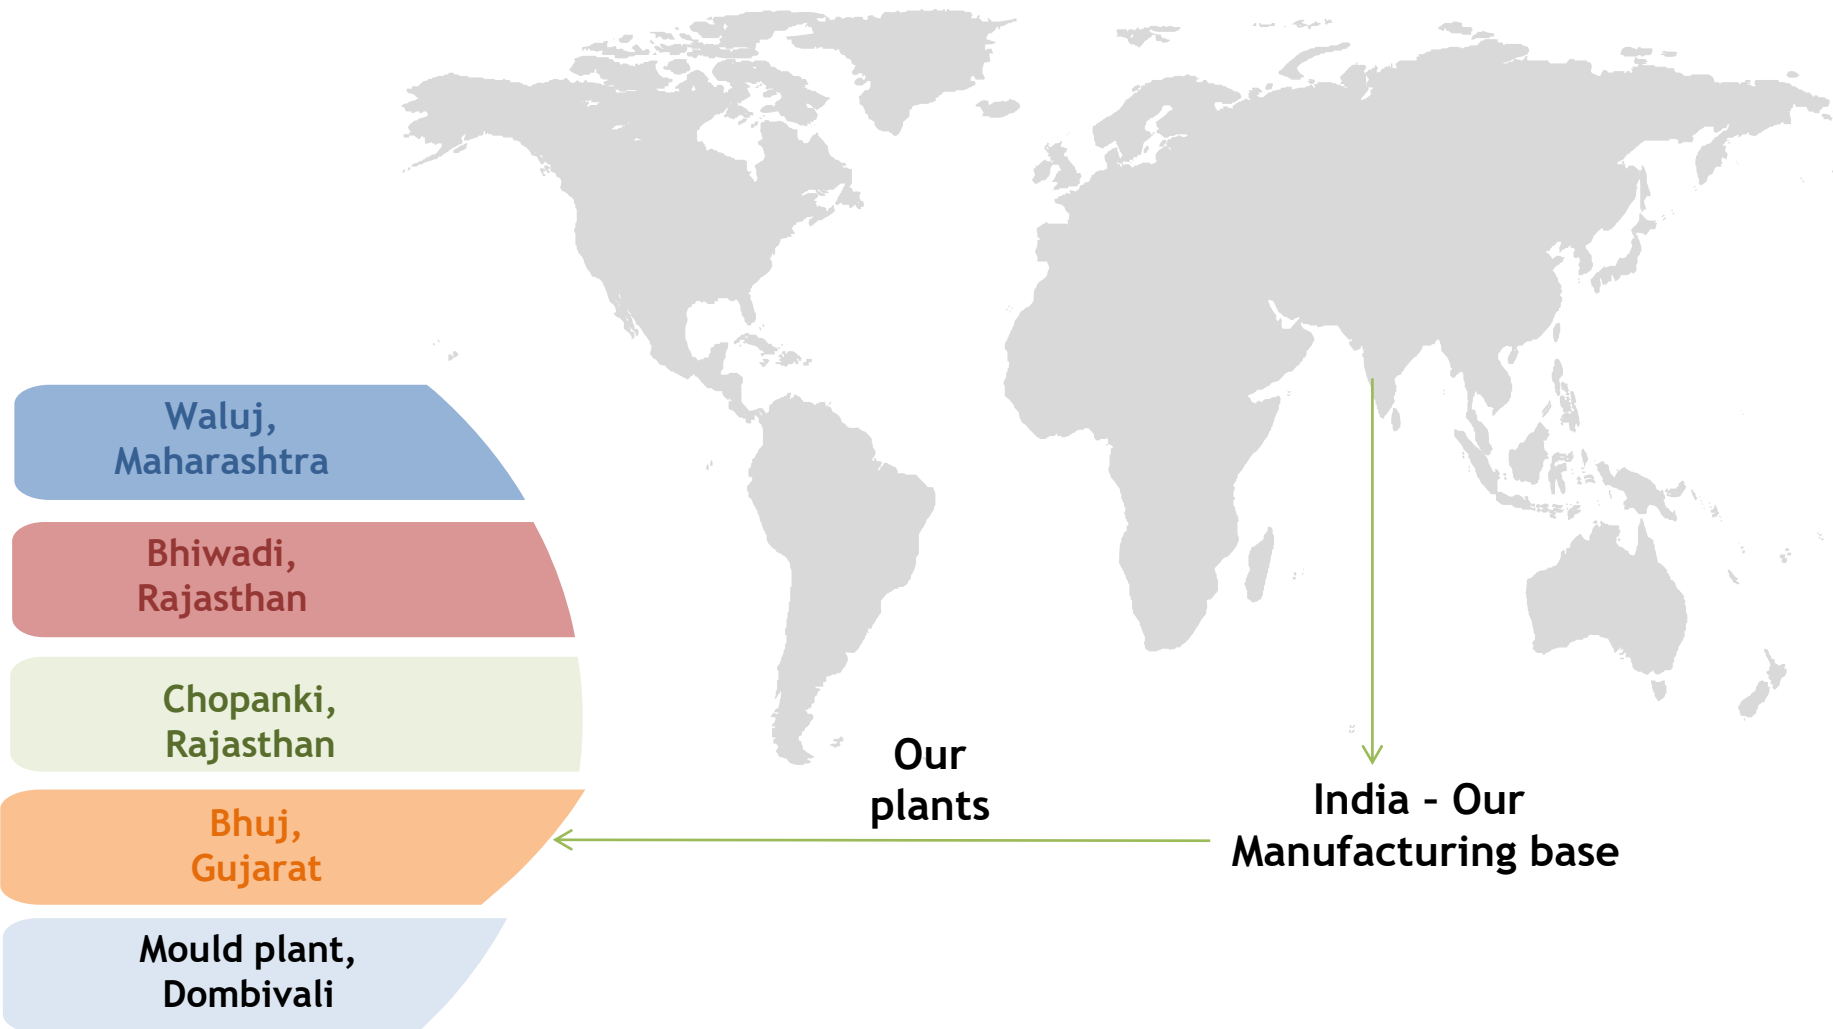 Waluj,
Maharashtra
Bhiwadi,
Rajasthan
Chopanki,
Rajasthan
Bhuj,
Gujarat
Mould plant,
Dombivali
Our
plants
India – Our
Manufacturing base